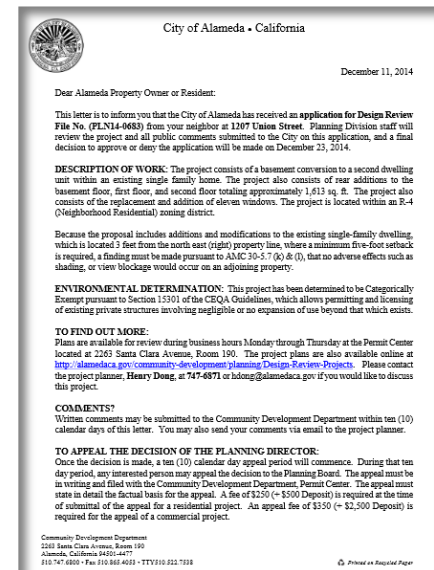 City of Alameda • California
December 11, 2014
Dear Alameda Property Owner or Resident:
This letter is to inform you that the City of Alameda has received an application for Design Review
File No. (PLN14-0683) from your neighbor at 1207 Union Street. Planning Division staff will
review the project and all public comments submitted to the City on this application, and a final
decision to approve or deny the application will be made on December 23, 2014.
DESCRIPTION OF WORK: The project consists of a basement conversion to a second dwelling
unit within an existing single family home. The project also consists of rear additions to the
basement floor, first floor, and second floor totaling approximately 1,613 sq. ft. The project also
consists of the replacement and addition of eleven windows. The project is located within an R-4
(Neighborhood Residential) zoning district.
Because the proposal includes additions and modifications to the existing single-family dwelling,
which is located 3 feet from the north east (right) property line, where a minimum five-foot setback
is required, a finding must be made pursuant to AMC 30-5.7 (k) & (l), that no adverse effects such as
shading, or view blockage would occur on an adjoining property.
ENVIRONMENTAL DETERMINATION: This project has been determined to be Categorically
Exempt pursuant to Section 15301 of the CEQA Guidelines, which allows permitting and licensing
of existing private structures involving negligible or no expansion of use beyond that which exists.
TO FIND OUT MORE:
Plans are available for review during business hours Monday through Thursday at the Permit Center
located at 2263 Santa Clara Avenue, Room 190. The project plans are also available online at
http://alamedaca.gov/community-development/planning/Design-Review-Projects. Please contact
the project planner, Henry Dong, at 747-6871 or hdong@alamedaca.gov if you would like to discuss
this project.
COMMENTS?
Written comments may be submitted to the Community Development Department within ten (10)
calendar days of this letter. You may also send your comments via email to the project planner.
TO APPEAL THE DECISION OF THE PLANNING DIRECTOR:
Once the decision is made, a ten (10) calendar day appeal period will commence. During that ten
day period, any interested person may appeal the decision to the Planning Board. The appeal must be
in writing and filed with the Community Development Department, Permit Center. The appeal must
state in detail the factual basis for the appeal. A fee of $250 (+ $500 Deposit) is required at the time
of submittal of the appeal for a residential project. An appeal fee of $350 (+ $2,500 Deposit) is
required for the appeal of a commercial project.
Community Development Department
2263 Santa Clara Avenue, Room 190
Alameda, California 94501-4477
510.747.6800 • Fax 510.865.4053 • TTY 510.522.7538
Printed on Recycled Paper